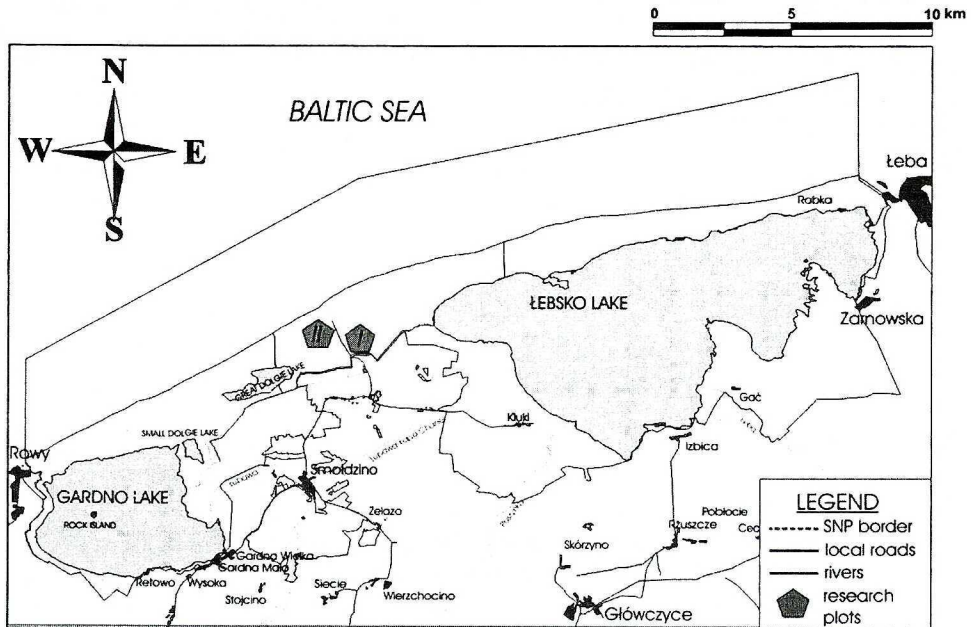 0 5 10 km
N
W E
S
BALTIC SEA
Łeba
Rabka
ŁEBSKO LAKE
Żarnowska
II I
GREAT DOLGIE LAKE
Gać
Kluki
SMALL DOLGIE LAKE
Izbica
Rowy
Smołdzino
GARDNO LAKE
ROCK ISLAND
Żelazo
LEGEND
SNP border
local roads
rivers
research
plots
Pobłocie
Rzuszcze
Cec
Skórzyno
Gardna Wielka
Gardna Mała
Retowo
Wysoka
Stojcino
Siecie
Wierzchocino
Główczyce